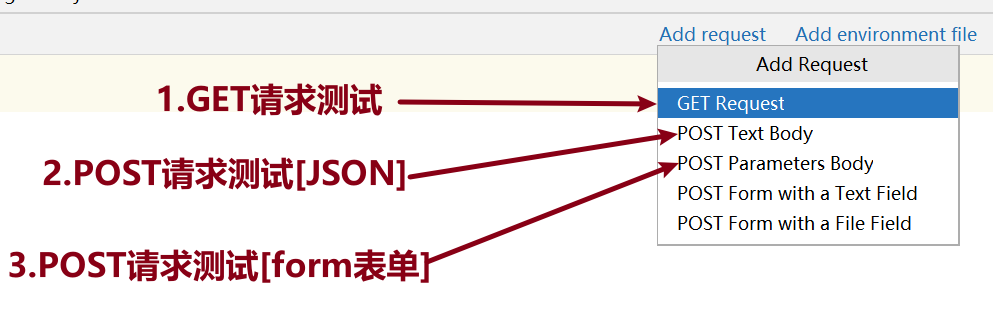 Add request Add environment file
Add Request
1.GET请求测试
GET Request
POST Text Body
2.POST请求测试[JSON]
POST Parameters Body
POST Form with a Text Field
POST Form with a File Field
3.POST请求测试[form表单]